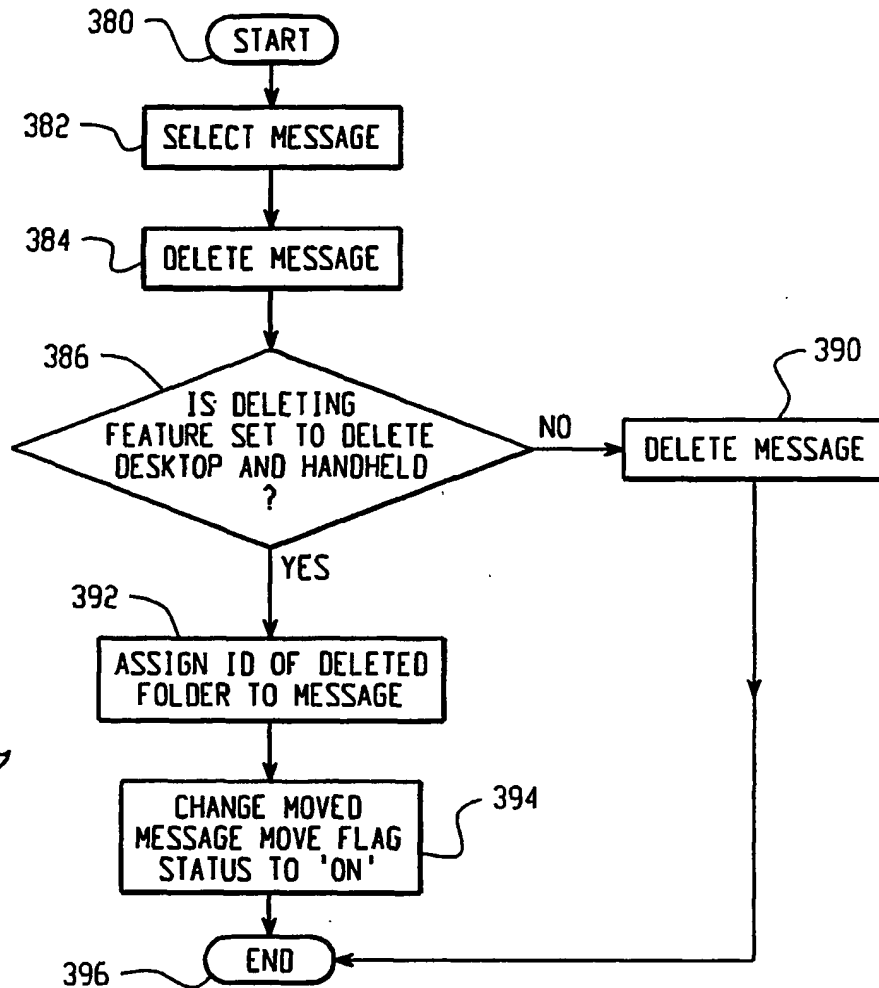 380
START
382
SELECT MESSAGE
384
DELETE MESSAGE
386
IS DELETING
FEATURE SET TO DELETE
DESKTOP AND HANDHELD
?
NO
390
DELETE MESSAGE
YES
392
ASSIGN ID OF DELETED
FOLDER TO MESSAGE
394
CHANGE MOVED
MESSAGE MOVE FLAG
STATUS TO 'ON'
END
396